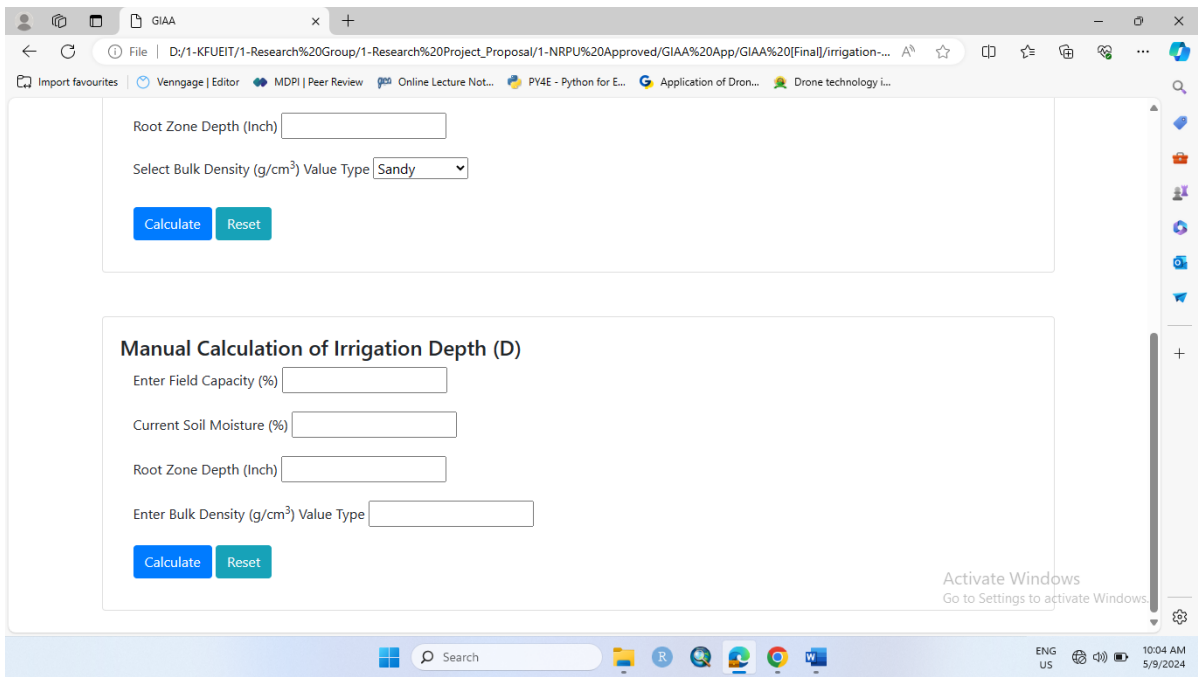 GIAA
File D:/1-KFUEIT/1-Research%20Group/1-Research%20Project_Proposal/1-NRPU%20Approved/GIAA%20App/GIAA%20[Final]/irrigation-...
Import favourites Venngage | Editor MDPI | Peer Review Online Lecture Not... PY4E - Python for E... Application of Dron... Drone technology i...
Root Zone Depth (Inch)
Select Bulk Density (g/cm³) Value Type Sandy
Calculate Reset
Manual Calculation of Irrigation Depth (D)
Enter Field Capacity (%)
Current Soil Moisture (%)
Root Zone Depth (Inch)
Enter Bulk Density (g/cm³) Value Type
Calculate Reset
Activate Windows
Go to Settings to activate Windows.
Search
ENG
US
10:04 AM
5/9/2024